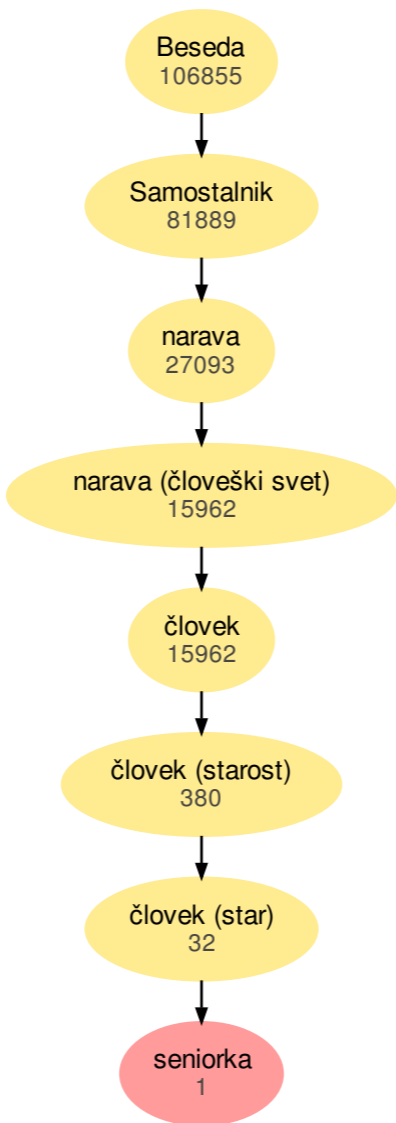 Beseda
106855
Samostalnik
81889
narava
27093
narava (človeški svet)
15962
človek
15962
človek (starost)
380
človek (star)
32
seniorka
1